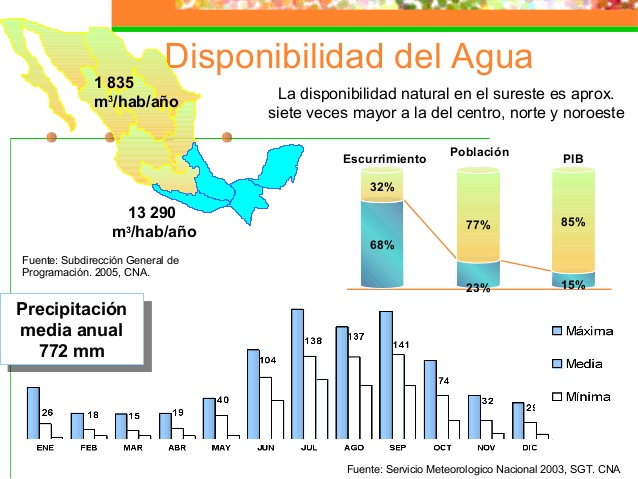 Disponibilidad del Agua
1 835
m³/hab/año
La disponibilidad natural en el sureste es aprox.
siete veces mayor a la del centro, norte y noroeste
Escurrimiento
Población
PIB
32%
77%
85%
68%
23%
15%
13 290
m³/hab/año
Fuente: Subdirección General de
Programación. 2005, CNA.
Precipitación
media anual
772 mm
Máxima
Media
Mínima
26
18
15
19
40
104
138
137
141
74
32
29
ENE
FEB
MAR
ABR
MAY
JUN
JUL
AGO
SEP
OCT
NOV
DIC
Fuente: Servicio Meteorologico Nacional 2003, SGT. CNA